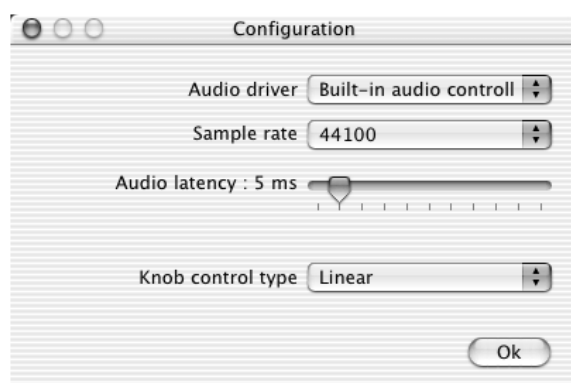 Configuration
Audio driver Built-in audio controll
Sample rate 44100
Audio latency : 5 ms
Knob control type Linear
Ok